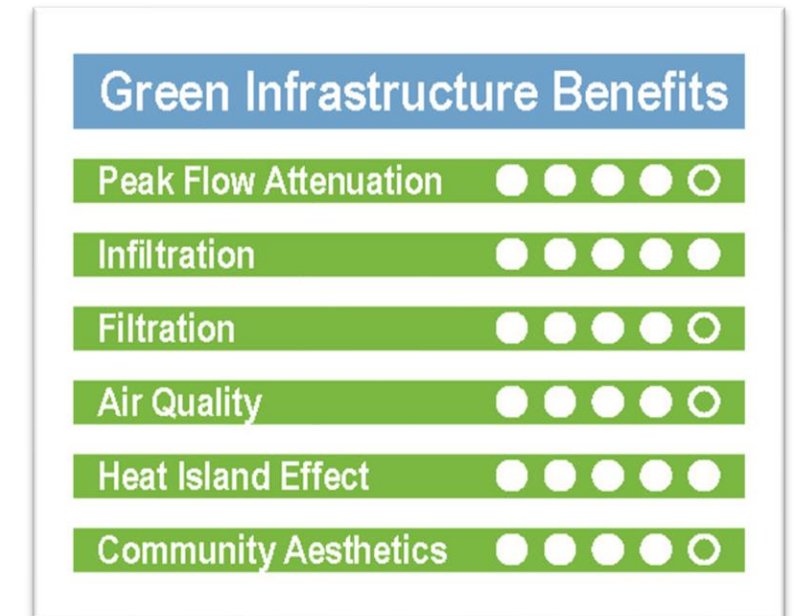 Green Infrastructure Benefits
Peak Flow Attenuation
Infiltration
Filtration
Air Quality
Heat Island Effect
Community Aesthetics